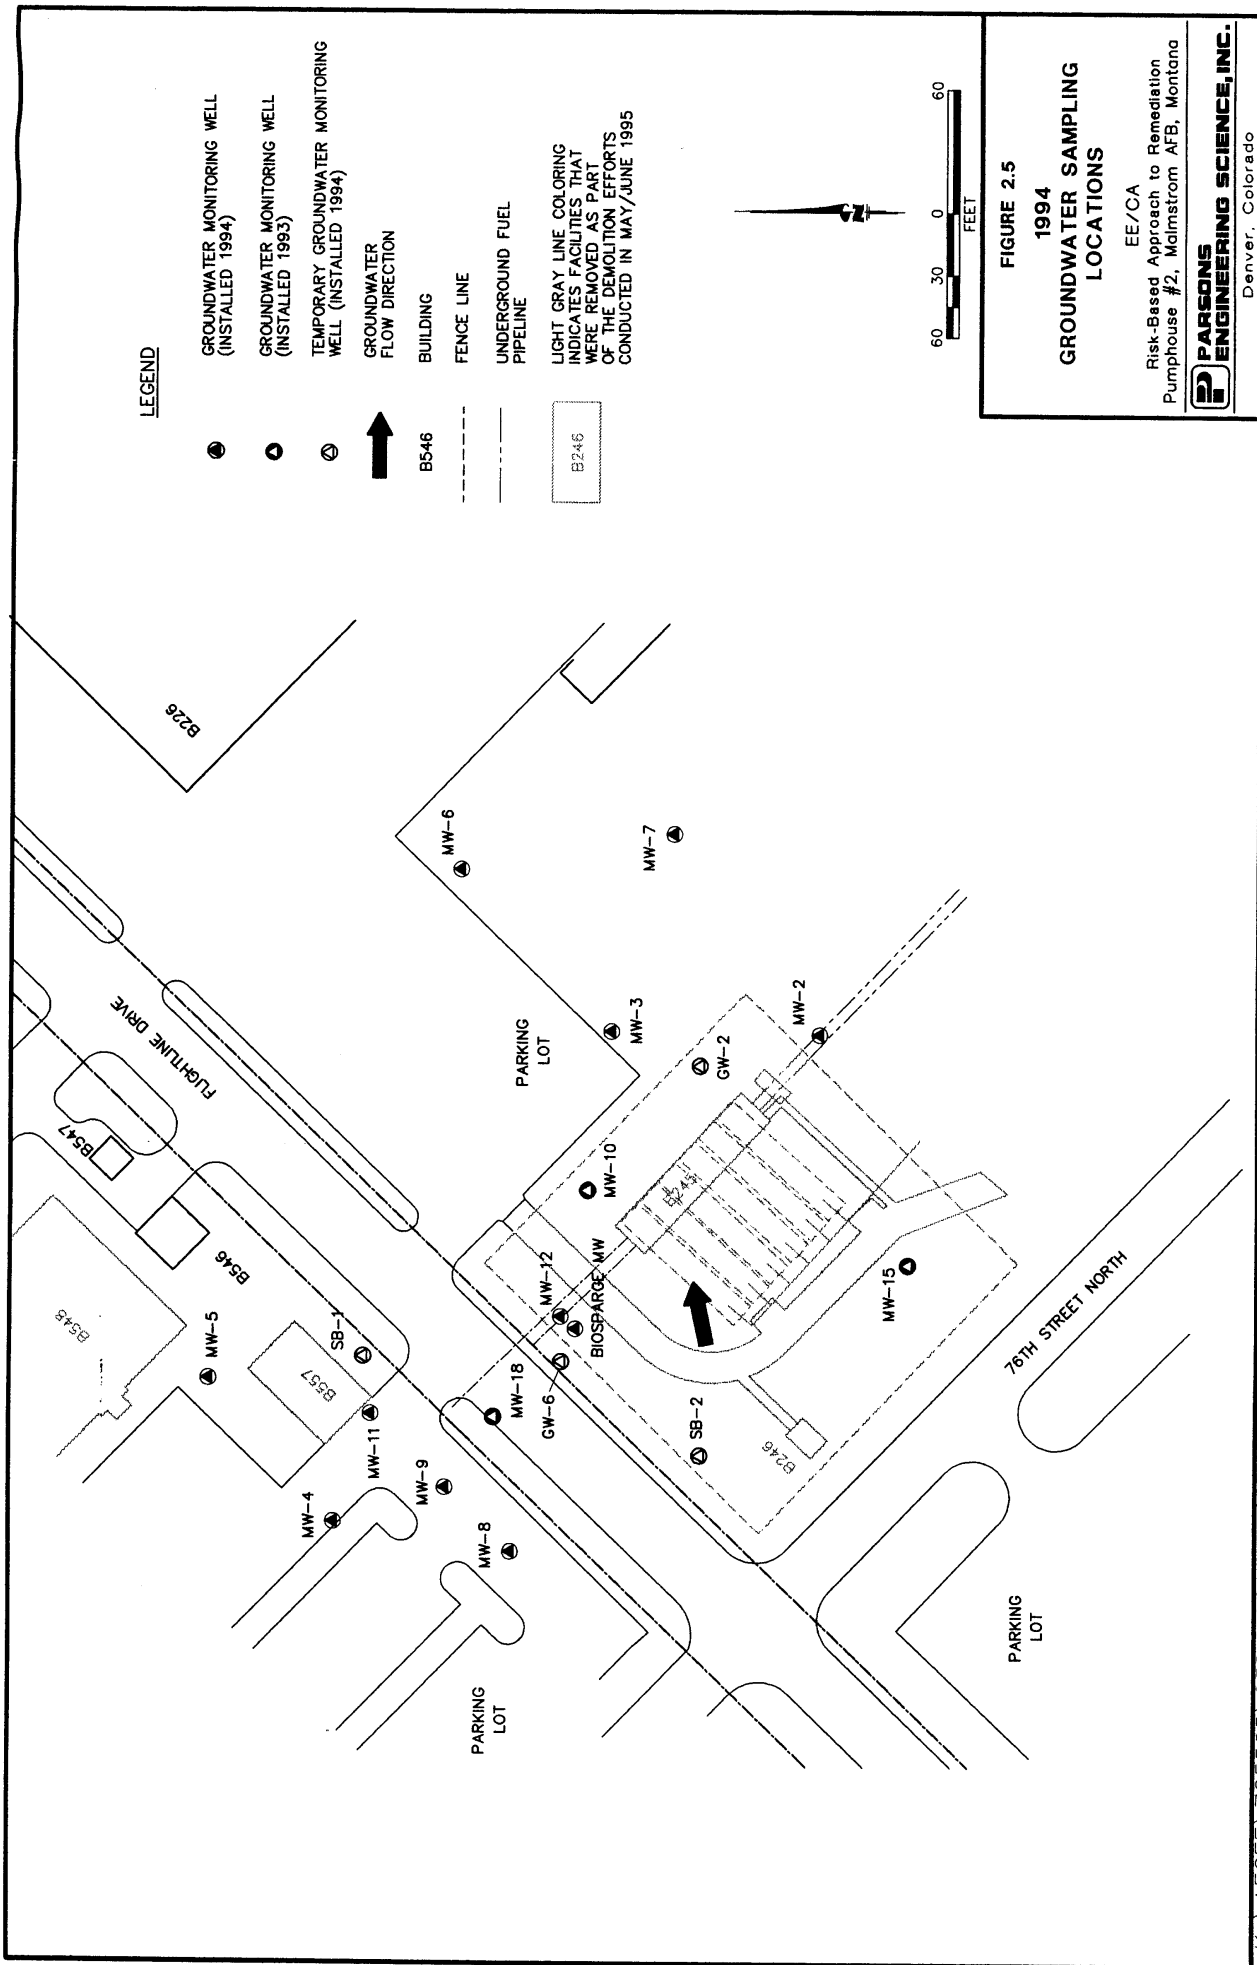 LEGEND
GROUNDWATER MONITORING WELL
(INSTALLED 1994)
GROUNDWATER MONITORING WELL
(INSTALLED 1993)
TEMPORARY GROUNDWATER MONITORING
WELL (INSTALLED 1994)
GROUNDWATER
FLOW DIRECTION
B546
BUILDING
FENCE LINE
UNDERGROUND FUEL
PIPELINE
B246
LIGHT GRAY LINE COLORING
INDICATES FACILITIES THAT
WERE REMOVED AS PART
OF THE DEMOLITION EFFORTS
CONDUCTED IN MAY/JUNE 1995
N
60 30 0 60
FEET
FIGURE 2.5
1994
GROUNDWATER SAMPLING
LOCATIONS
EE/CA
Risk-Based Approach to Remediation
Pumphouse #2, Malmstrom AFB, Montana
PARSONS
ENGINEERING SCIENCE, INC.
Denver, Colorado
B226
FLIGHTLINE DRIVE
B547
B548
B546
MW-5
SB-1
B557
MW-11
MW-4
MW-9
MW-8
MW-18
GW-6
MW-12
BIOSPARGE MW
MW-10
PARKING
LOT
MW-6
MW-7
MW-3
GW-2
MW-2
B245
MW-15
SB-2
B246
76TH STREET NORTH
PARKING
LOT
PARKING
LOT